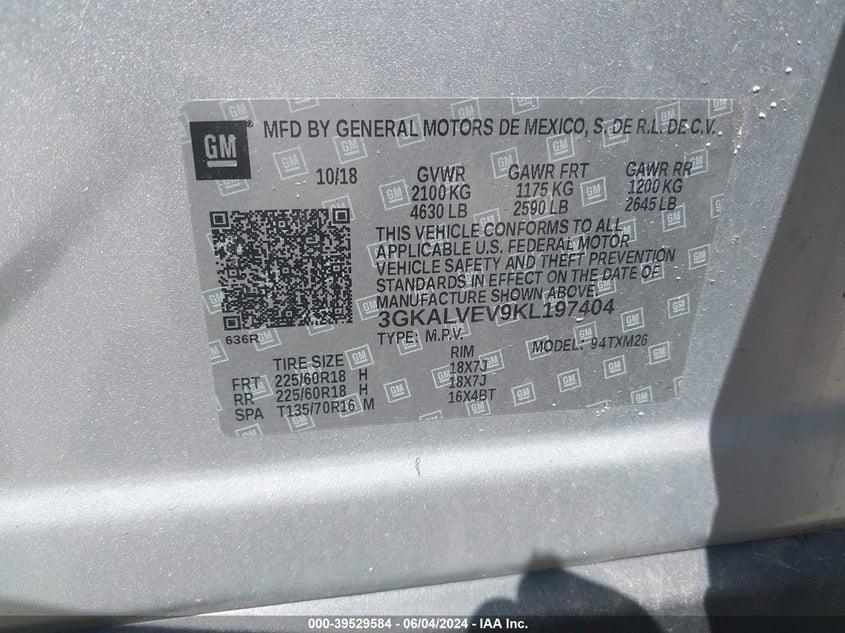 GM ® MFD BY GENERAL MOTORS DE MEXICO, S. DE R.L. DE C.V.
10/18 GVWR GAWR FRT GAWR RR
2100 KG 1175 KG 1200 KG
4630 LB 2590 LB 2645 LB
THIS VEHICLE CONFORMS TO ALL
APPLICABLE U.S. FEDERAL MOTOR
VEHICLE SAFETY AND THEFT PREVENTION
STANDARDS IN EFFECT ON THE DATE OF
MANUFACTURE SHOWN ABOVE.
3GKALVEV9KL197404
636R TYPE: M.P.V. MODEL: 94TXM26
TIRE SIZE RIM
FRT 225/60R18 H 18X7J
RR 225/60R18 H 18X7J
SPA T135/70R16 M 16X4BT
000-39529584 - 06/04/2024 - IAA Inc.